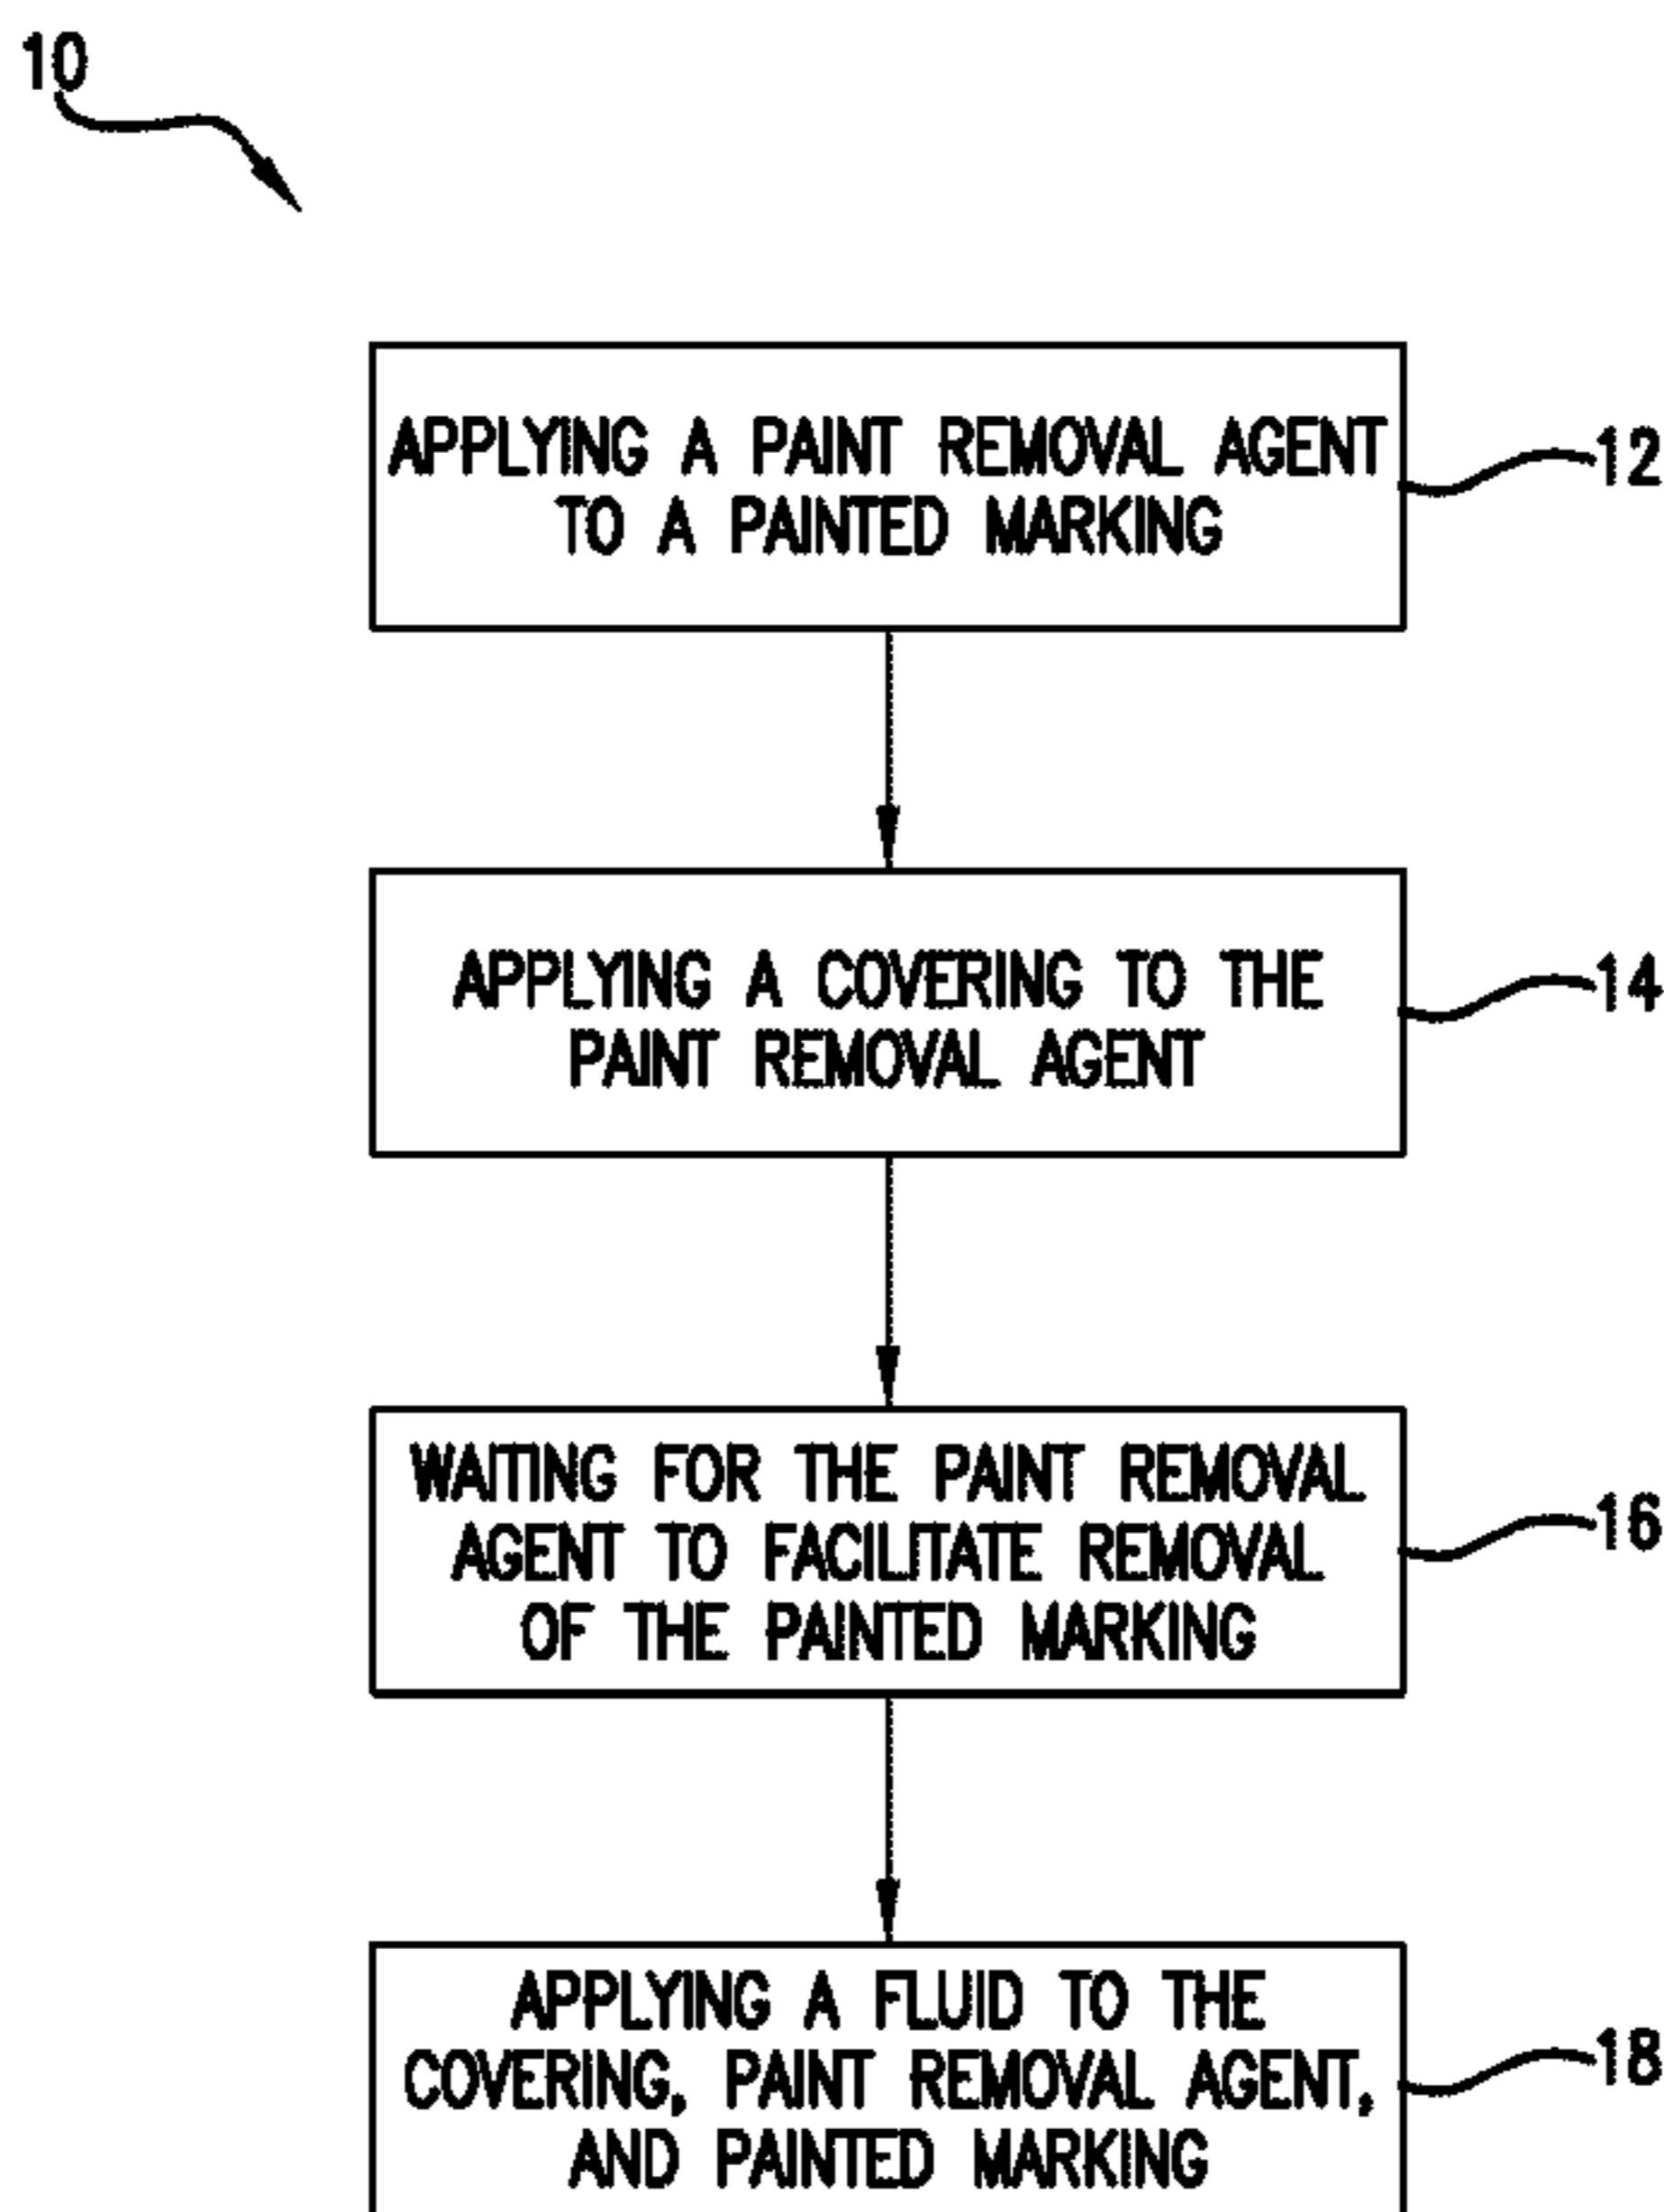 10
APPLYING A PAINT REMOVAL AGENT
TO A PAINTED MARKING
12
APPLYING A COVERING TO THE
PAINT REMOVAL AGENT
14
WAITING FOR THE PAINT REMOVAL
AGENT TO FACILITATE REMOVAL
OF THE PAINTED MARKING
16
APPLYING A FLUID TO THE
COVERING, PAINT REMOVAL AGENT,
AND PAINTED MARKING
18